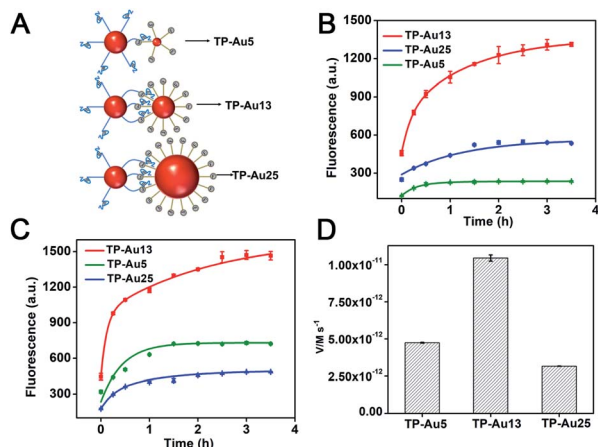 A
TP-Au5
TP-Au13
TP-Au25
B
1500
1200
900
600
300
Fluorescence (a.u.)
TP-Au13
TP-Au25
TP-Au5
0 1 2 3 4
Time (h)
C
1500
1200
900
600
300
Fluorescence (a.u.)
TP-Au13
TP-Au5
TP-Au25
0 1 2 3 4
Time (h)
D
1.00x10-11
7.50x10-12
5.00x10-12
2.50x10-12
0.00
V/M s-1
TP-Au5 TP-Au13 TP-Au25